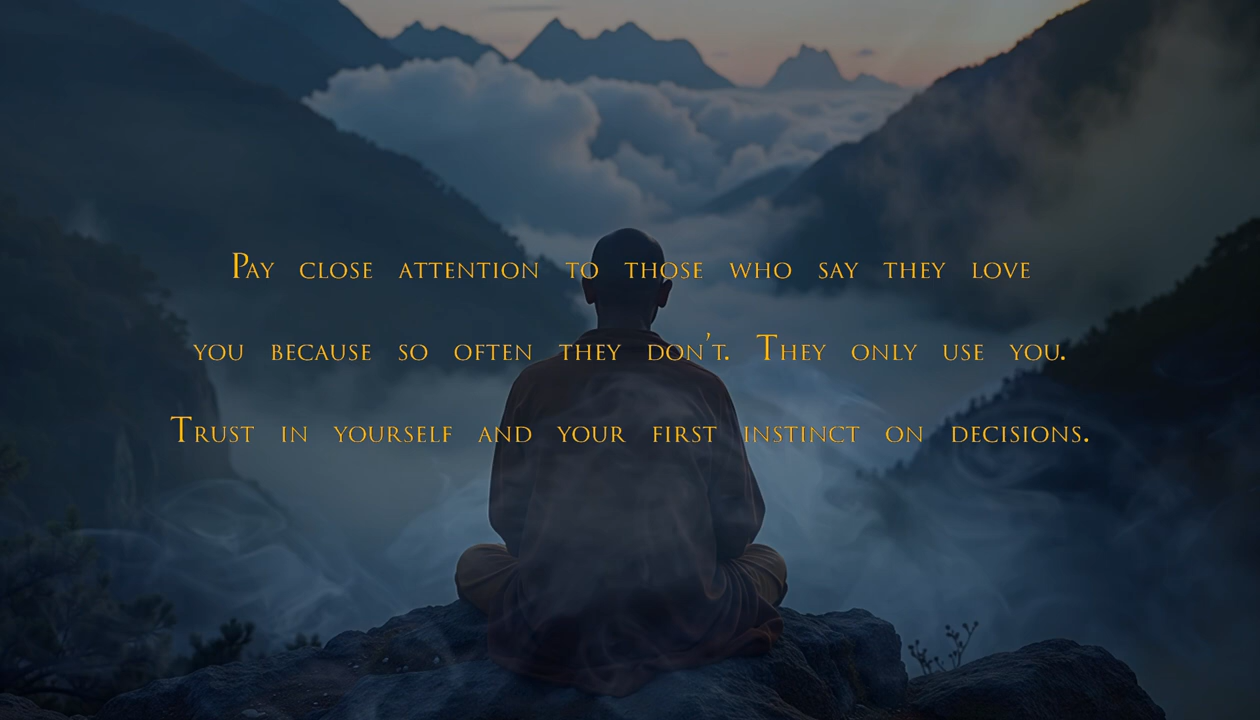 Pay close attention to those who say they love
you because so often they don't. They only use you.
Trust in yourself and your first instinct on decisions.